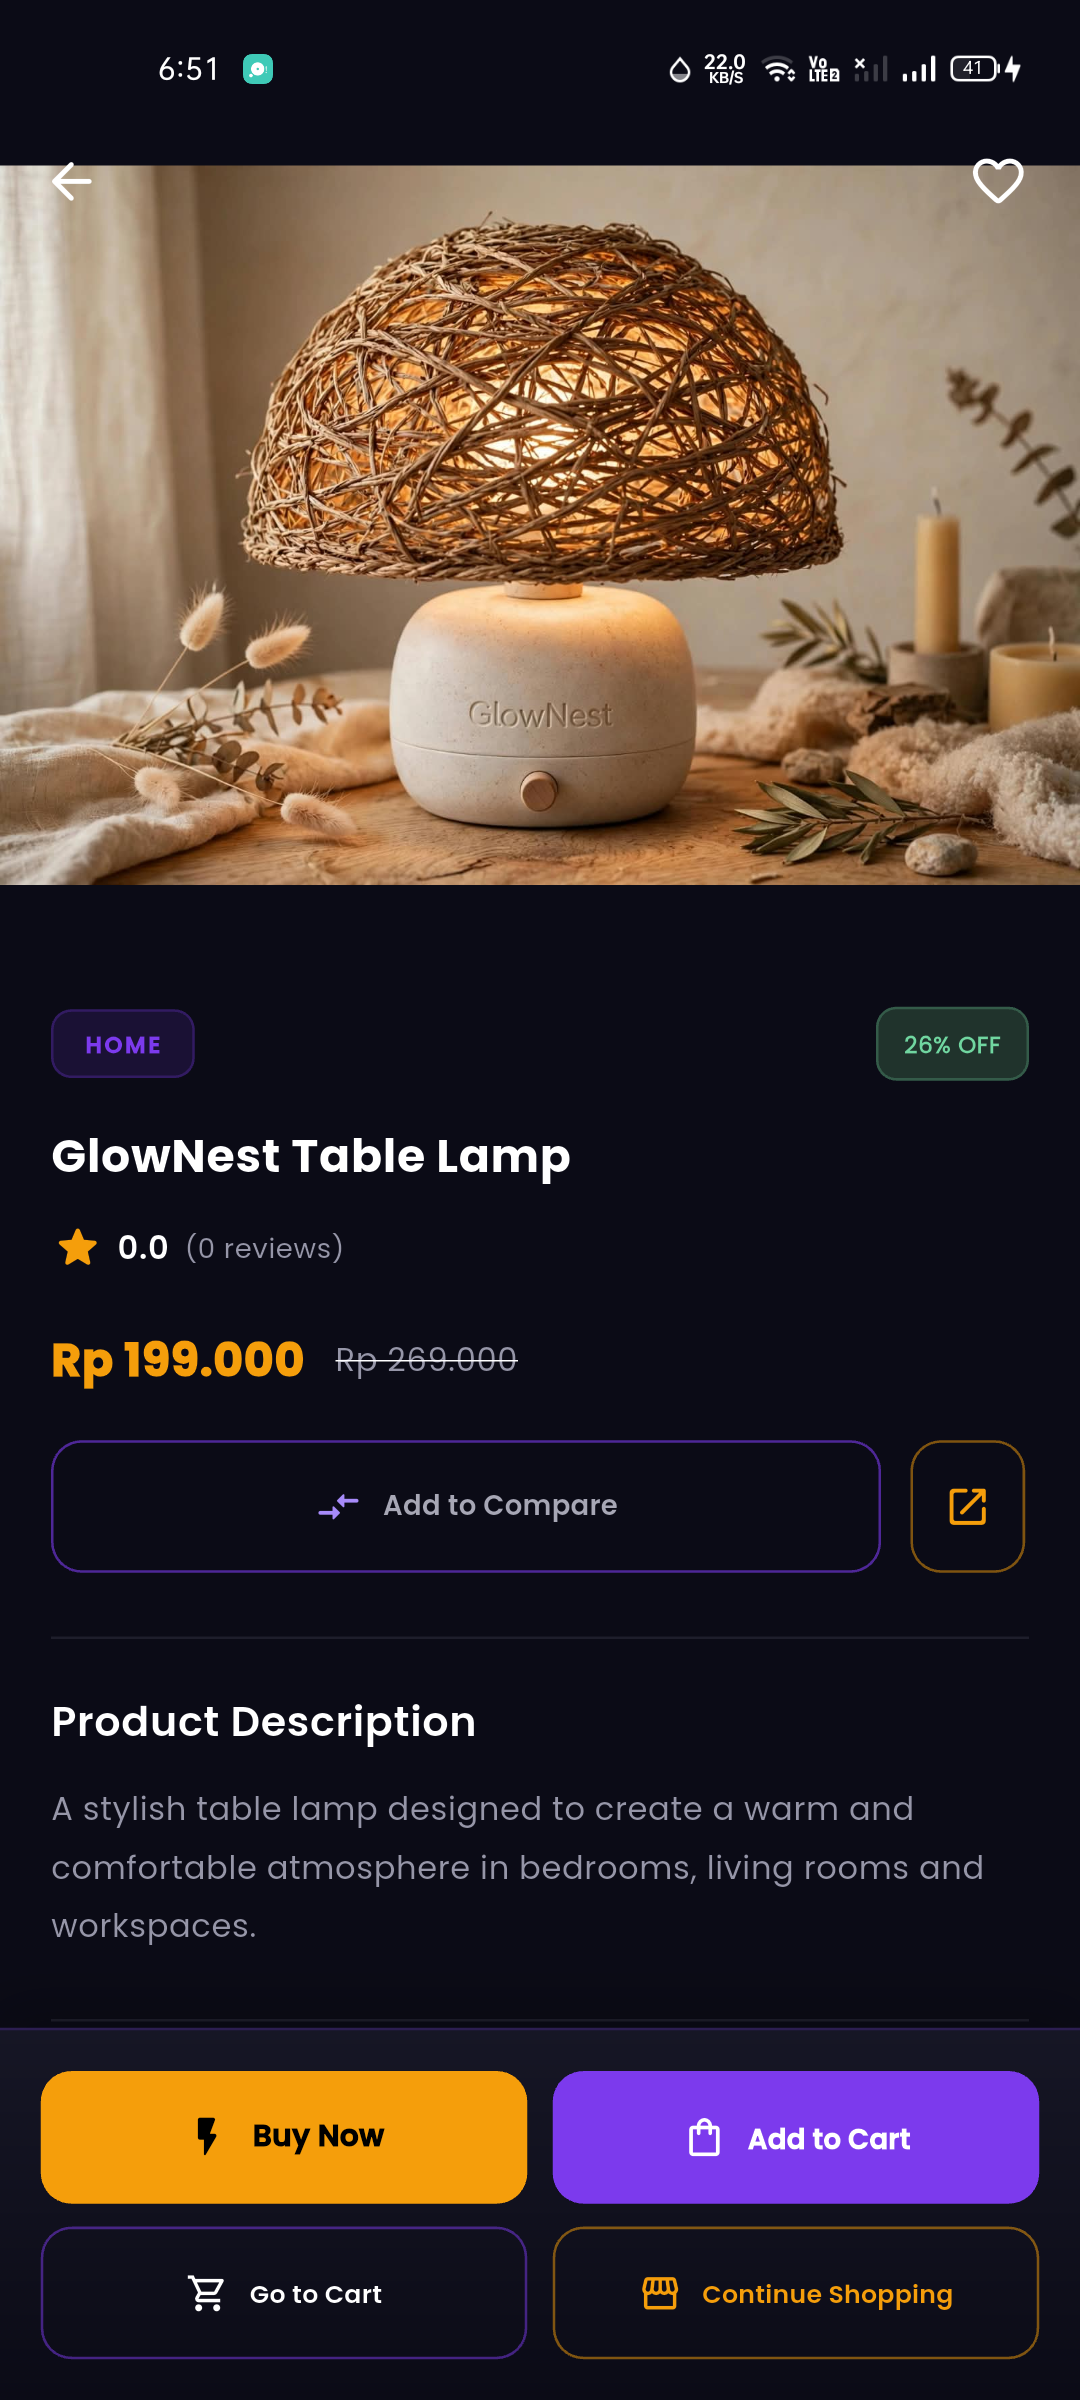 6:51
22.0
KB/S
Vo
LTE 2
41
GlowNest
HOME
26% OFF
GlowNest Table Lamp
0.0 (0 reviews)
Rp 199.000 Rp 269.000
Add to Compare
Product Description
A stylish table lamp designed to create a warm and
comfortable atmosphere in bedrooms, living rooms and
workspaces.
Buy Now
Add to Cart
Go to Cart
Continue Shopping